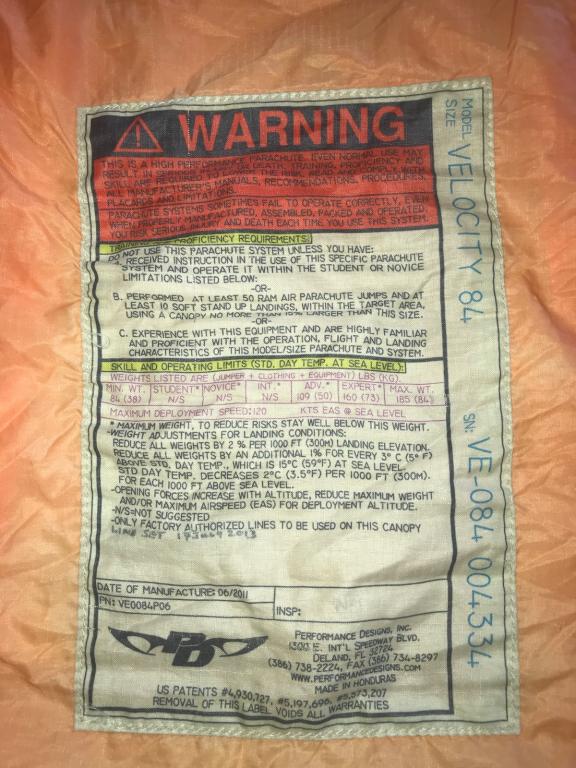 WARNING
THIS IS A HIGH PERFORMANCE PARACHUTE. EVEN NORMAL USE MAY
RESULT IN SERIOUS INJURY OR DEATH. TRAINING, PROFICIENCY AND
SKILL ARE REQUIRED TO REDUCE THE RISK. READ AND COMPLY WITH
ALL MANUFACTURER'S MANUALS, RECOMMENDATIONS, PROCEDURES,
PLACARDS AND LIMITATIONS.
PARACHUTE SYSTEMS SOMETIMES FAIL TO OPERATE CORRECTLY, EVEN
WHEN PROPERLY MANUFACTURED, ASSEMBLED, PACKED AND OPERATED
YOU RISK SERIOUS INJURY AND DEATH EACH TIME YOU USE THIS SYSTEM.
PROFICIENCY REQUIREMENTS:
DO NOT USE THIS PARACHUTE SYSTEM UNLESS YOU HAVE:
A. RECEIVED INSTRUCTION IN THE USE OF THIS SPECIFIC PARACHUTE
SYSTEM AND OPERATE IT WITHIN THE STUDENT OR NOVICE
LIMITATIONS LISTED BELOW:
-OR-
B. PERFORMED AT LEAST 50 RAM AIR PARACHUTE JUMPS AND AT
LEAST 10 SOFT STAND UP LANDINGS, WITHIN THE TARGET AREA,
USING A CANOPY NO MORE THAN 15% LARGER THAN THIS SIZE.
-OR-
C. EXPERIENCE WITH THIS EQUIPMENT AND ARE HIGHLY FAMILIAR
AND PROFICIENT WITH THE OPERATION, FLIGHT AND LANDING
CHARACTERISTICS OF THIS MODEL/SIZE PARACHUTE AND SYSTEM.
SKILL AND OPERATING LIMITS (STD. DAY TEMP. AT SEA LEVEL):
WEIGHTS LISTED ARE (JUMPER + CLOTHING + EQUIPMENT) LBS (KG).
MIN. WT. STUDENT* NOVICE* INT.* ADV.* EXPERT* MAX. WT.
84 (38) N/S N/S N/S 109 (50) 160 (73) 185 (84)
MAXIMUM DEPLOYMENT SPEED: 120 KTS EAS @ SEA LEVEL
* MAXIMUM WEIGHT, TO REDUCE RISKS STAY WELL BELOW THIS WEIGHT.
-WEIGHT ADJUSTMENTS FOR LANDING CONDITIONS:
REDUCE ALL WEIGHTS BY 2 % PER 1000 FT (300M) LANDING ELEVATION.
REDUCE ALL WEIGHTS BY AN ADDITIONAL 1% FOR EVERY 3° C (5° F)
ABOVE STD. DAY TEMP., WHICH IS 15°C (59°F) AT SEA LEVEL.
STD DAY TEMP. DECREASES 2°C (3.5°F) PER 1000 FT (300M).
FOR EACH 1000 FT ABOVE SEA LEVEL.
-OPENING FORCES INCREASE WITH ALTITUDE, REDUCE MAXIMUM WEIGHT
AND/OR MAXIMUM AIRSPEED (EAS) FOR DEPLOYMENT ALTITUDE.
-N/S=NOT SUGGESTED
-ONLY FACTORY AUTHORIZED LINES TO BE USED ON THIS CANOPY
LINE SET 2013
DATE OF MANUFACTURE: 06/2011
PN: VE0084P06
INSP:
PD
PERFORMANCE DESIGNS, INC.
1300 E. INT'L SPEEDWAY BLVD.
DELAND, FL 32724
(386) 738-2224, FAX (386) 734-8297
WWW.PERFORMANCEDESIGNS.COM
MADE IN HONDURAS
US PATENTS #4,930,727, #5,197,696, #5,573,207
REMOVAL OF THIS LABEL VOIDS ALL WARRANTIES
MODEL VELOCITY 84
SIZE
SN: VE-084 004334